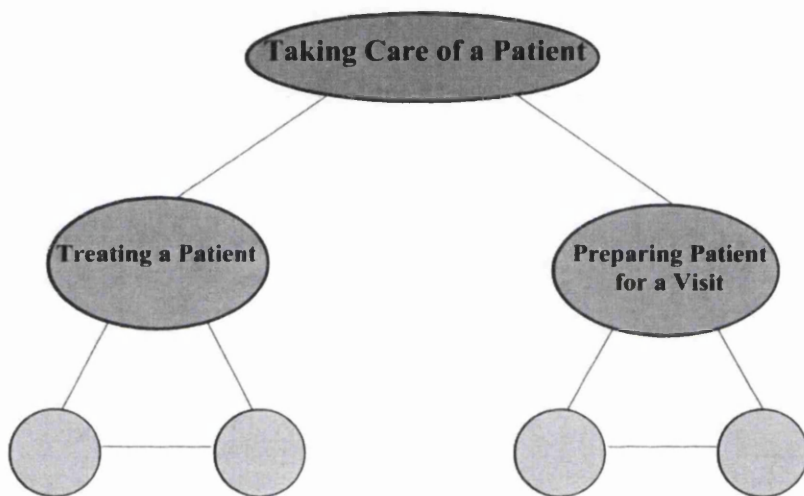 Taking Care of a Patient
Treating a Patient
Preparing Patient
for a Visit